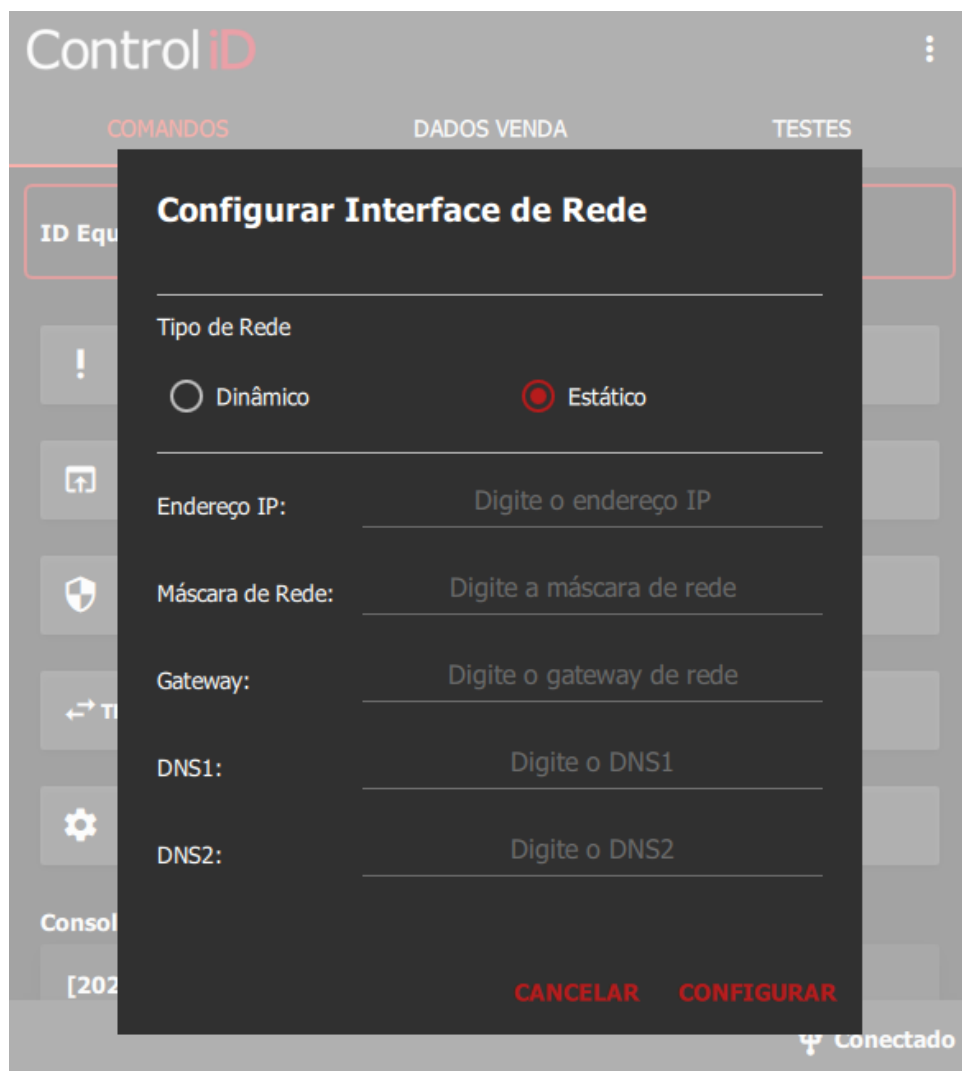 Control iD
COMANDOS DADOS VENDA TESTES
ID Equ
Configurar Interface de Rede
Tipo de Rede
Dinâmico Estático
Endereço IP: Digite o endereço IP
Máscara de Rede: Digite a máscara de rede
Gateway: Digite o gateway de rede
DNS1: Digite o DNS1
DNS2: Digite o DNS2
Consol
[202
CANCELAR CONFIGURAR
Conectado